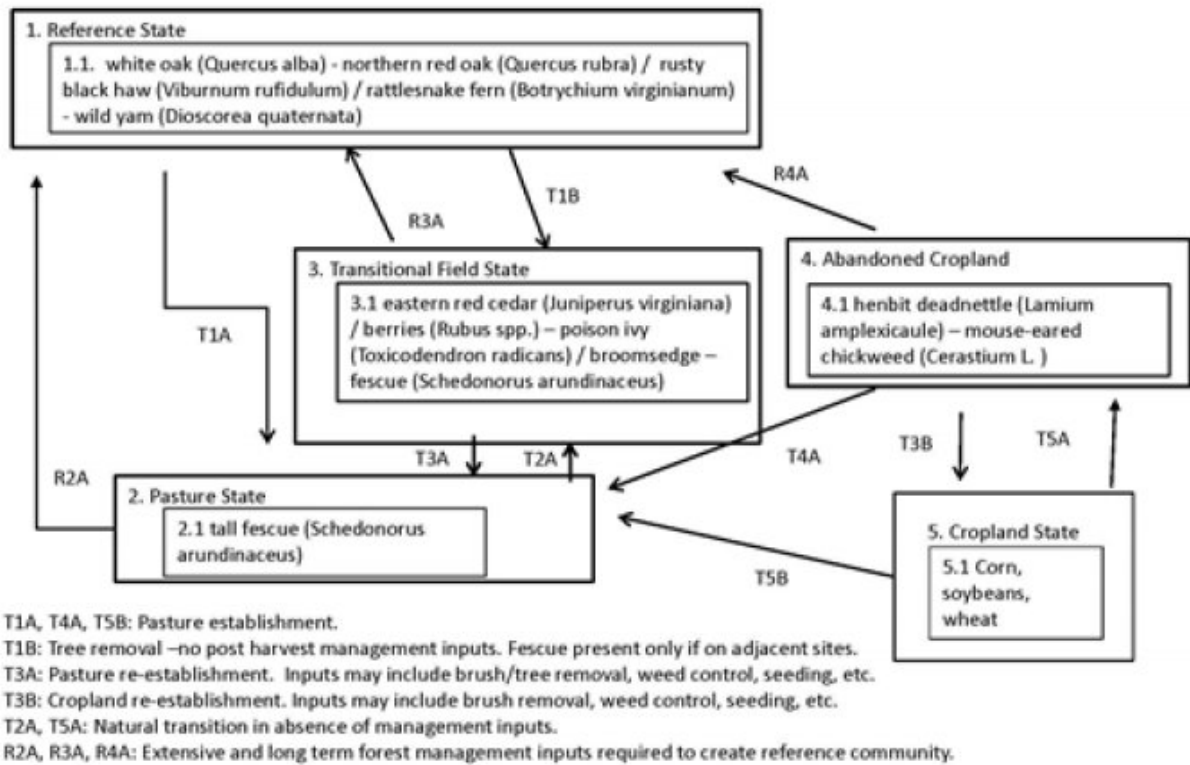 1. Reference State
1.1. white oak (Quercus alba) - northern red oak (Quercus rubra) / rusty
black haw (Viburnum rufidulum) / rattlesnake fern (Botrychium virginianum)
- wild yam (Dioscorea quaternata)
R4A
T1B
R3A
3. Transitional Field State
3.1 eastern red cedar (Juniperus virginiana)
/ berries (Rubus spp.) – poison ivy
(Toxicodendron radicans) / broomsedge –
fescue (Schedonorus arundinaceus)
4. Abandoned Cropland
4.1 henbit deadnettle (Lamium
amplexicaule) – mouse-eared
chickweed (Cerastium L. )
T1A
T3A
T2A
T4A
T3B
T5A
R2A
2. Pasture State
2.1 tall fescue (Schedonorus
arundinaceus)
T5B
5. Cropland State
5.1 Corn,
soybeans,
wheat
T1A, T4A, T5B: Pasture establishment.
T1B: Tree removal –no post harvest management inputs. Fescue present only if on adjacent sites.
T3A: Pasture re-establishment. Inputs may include brush/tree removal, weed control, seeding, etc.
T3B: Cropland re-establishment. Inputs may include brush removal, weed control, seeding, etc.
T2A, T5A: Natural transition in absence of management inputs.
R2A, R3A, R4A: Extensive and long term forest management inputs required to create reference community.